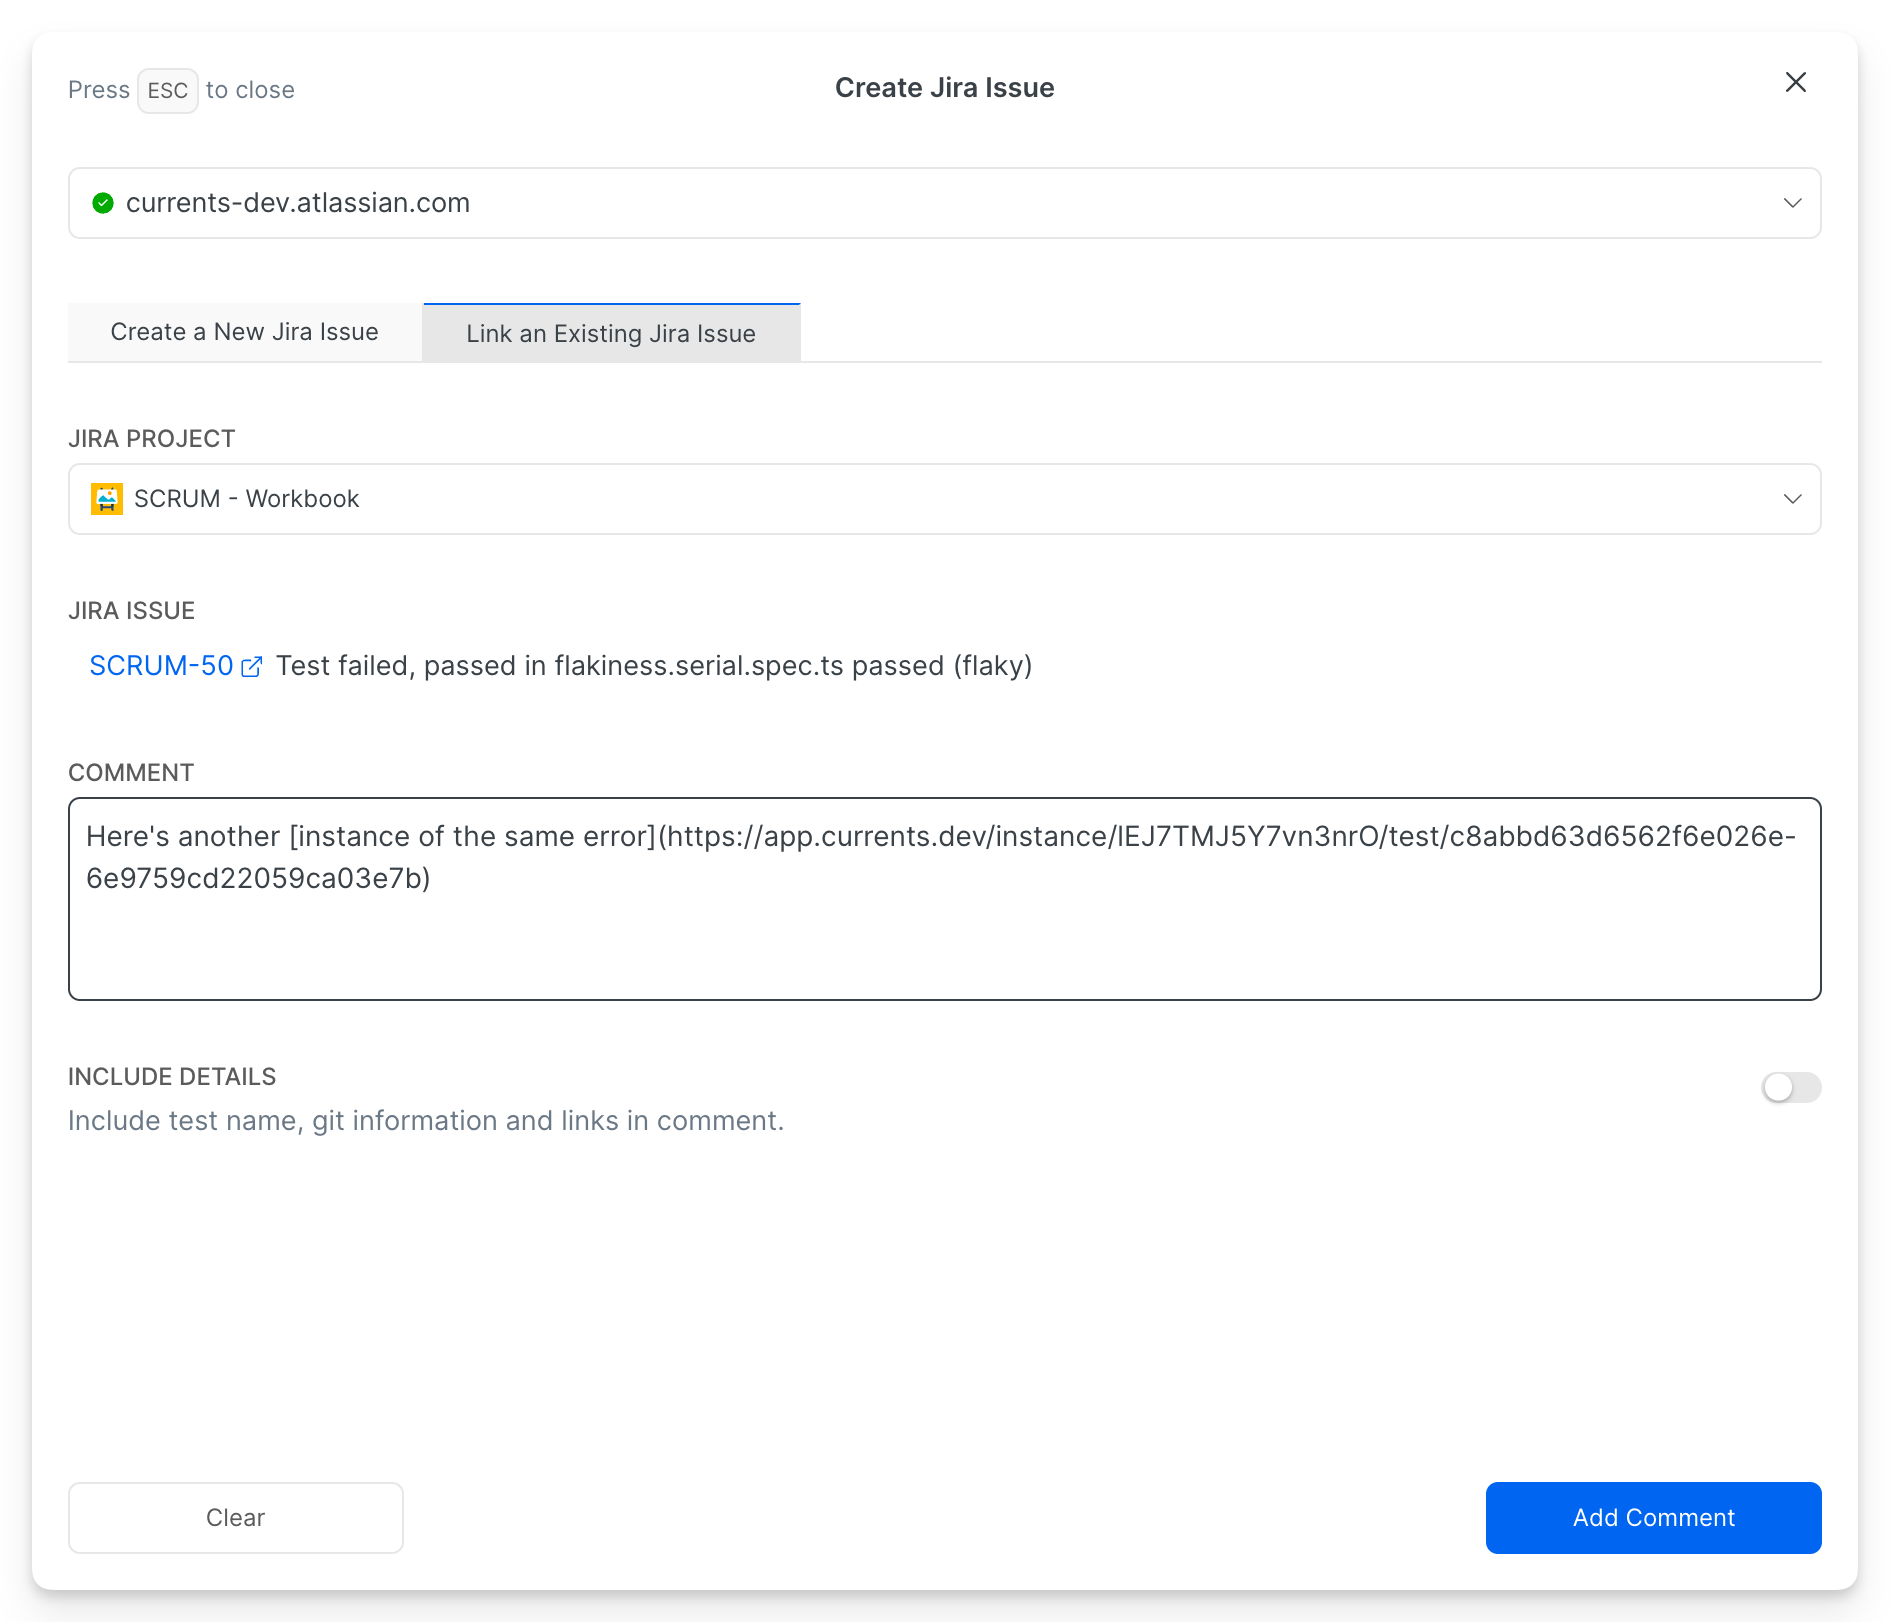 Press ESC to close
Create Jira Issue
currents-dev.atlassian.com
Create a New Jira Issue
Link an Existing Jira Issue
JIRA PROJECT
SCRUM - Workbook
JIRA ISSUE
SCRUM-50 Test failed, passed in flakiness.serial.spec.ts passed (flaky)
COMMENT
Here's another [instance of the same error](https://app.currents.dev/instance/lEJ7TMJ5Y7vn3nrO/test/c8abbd63d6562f6e026e-
6e9759cd22059ca03e7b)
INCLUDE DETAILS
Include test name, git information and links in comment.
Clear
Add Comment